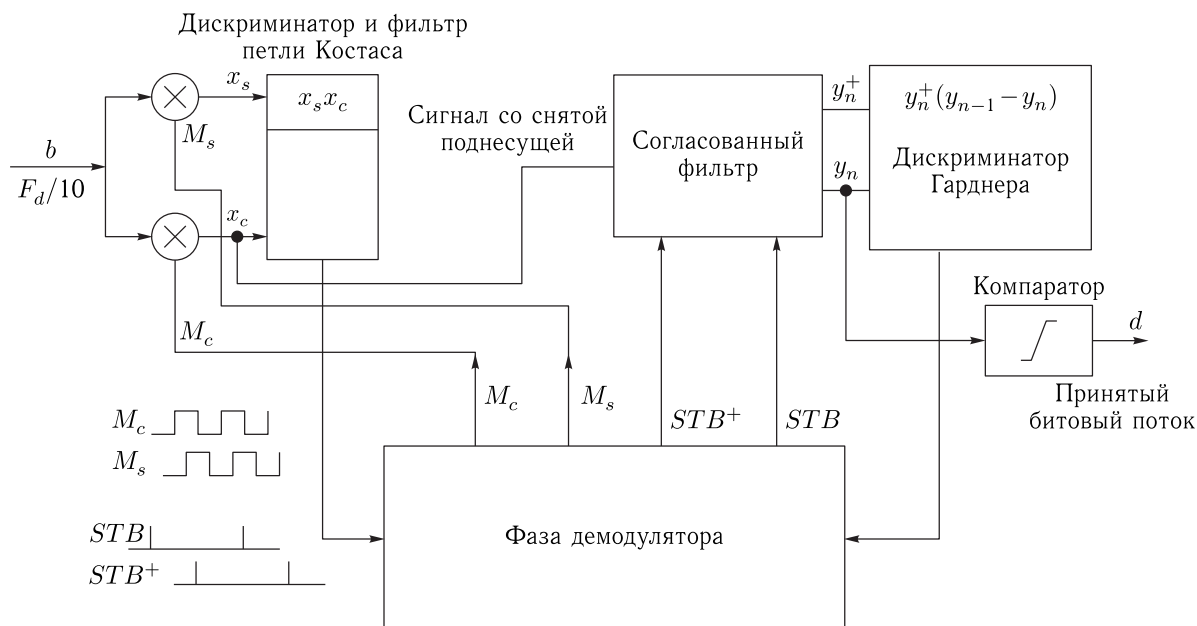 Дискриминатор и фильтр
петли Костаса
x_s
x_s x_c
M_s
b
F_d/10
x_c
M_c
Сигнал со снятой
поднесущей
Согласованный
фильтр
y_n^+
y_n
y_n^+(y_{n−1} − y_n)
Дискриминатор
Гарднера
Компаратор
d
Принятый
битовый поток
M_c
M_s
STB^+
STB
Фаза демодулятора
M_c
M_s
STB
STB^+